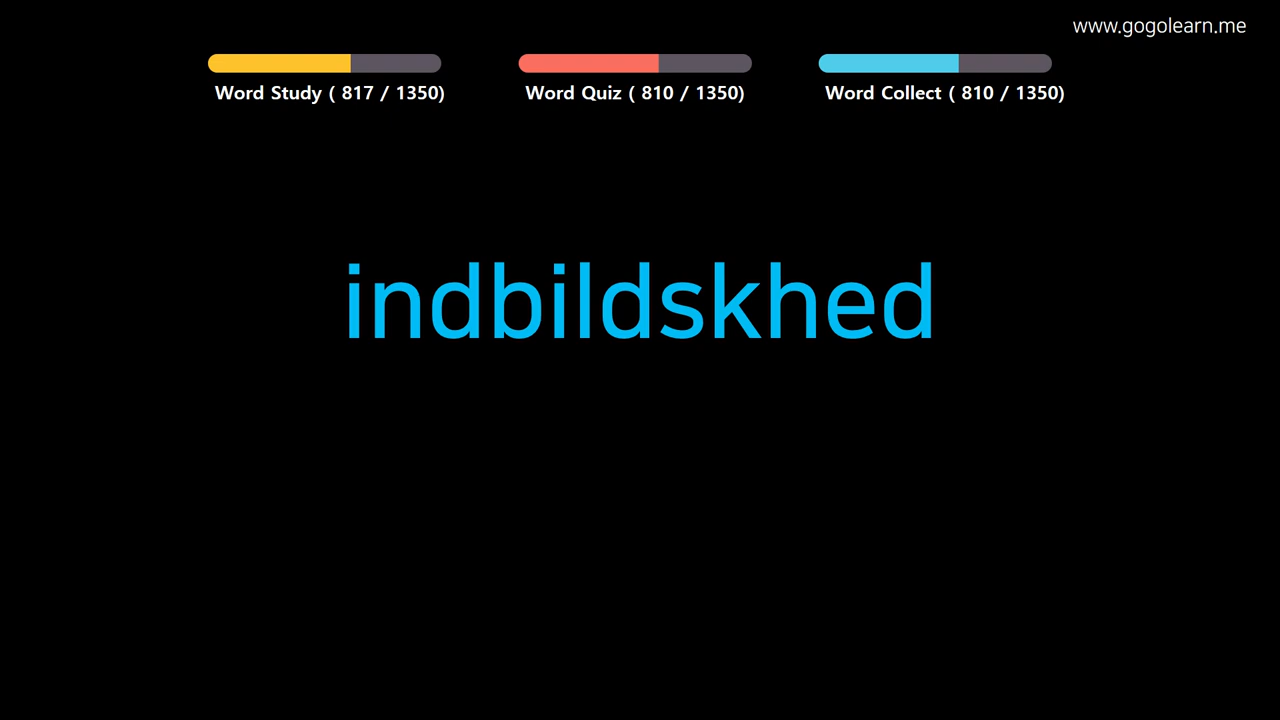 www.gogolearn.me
Word Study ( 817 / 1350)
Word Quiz ( 810 / 1350)
Word Collect ( 810 / 1350)
indbildskhed